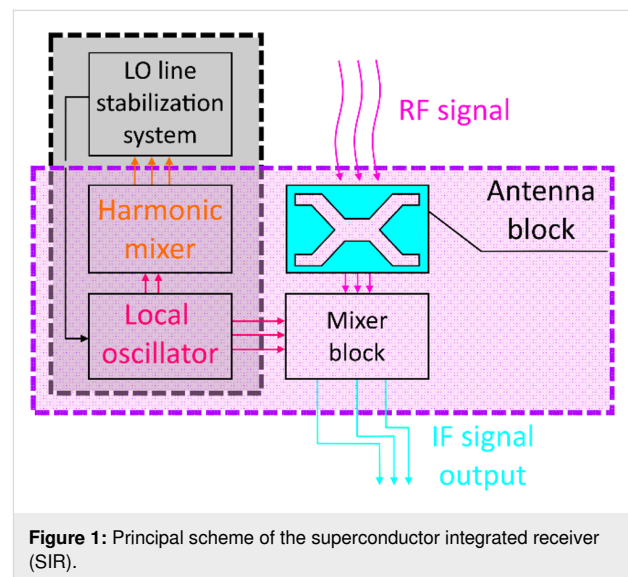 LO line
stabilization
system
RF signal
Harmonic
mixer
Antenna
block
Local
oscillator
Mixer
block
IF signal
output
Figure 1: Principal scheme of the superconductor integrated receiver
(SIR).